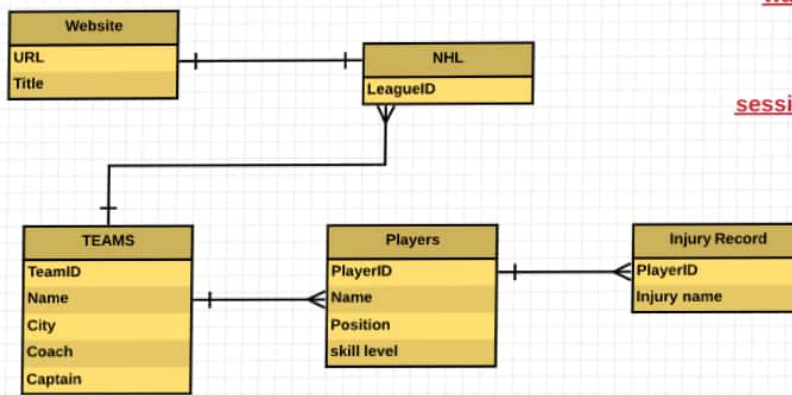 Website
URL
Title
NHL
LeagueID
TEAMS
TeamID
Name
City
Coach
Captain
Players
PlayerID
Name
Position
skill level
Injury Record
PlayerID
Injury name